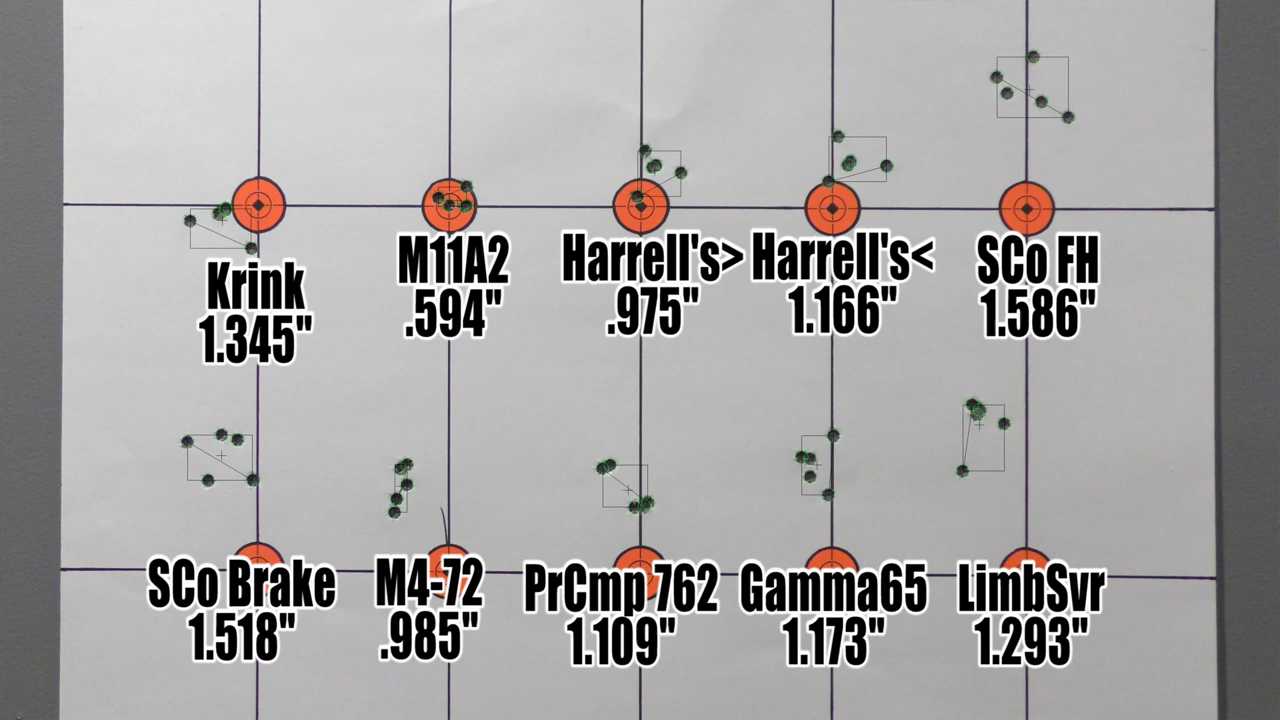 Krink
1.345"
M11A2
.594"
Harrell's>
.975"
Harrell's<
1.166"
SCo FH
1.586"
SCo Brake
1.518"
M4-72
.985"
PrCmp 762
1.109"
Gamma65
1.173"
LimbSvr
1.293"